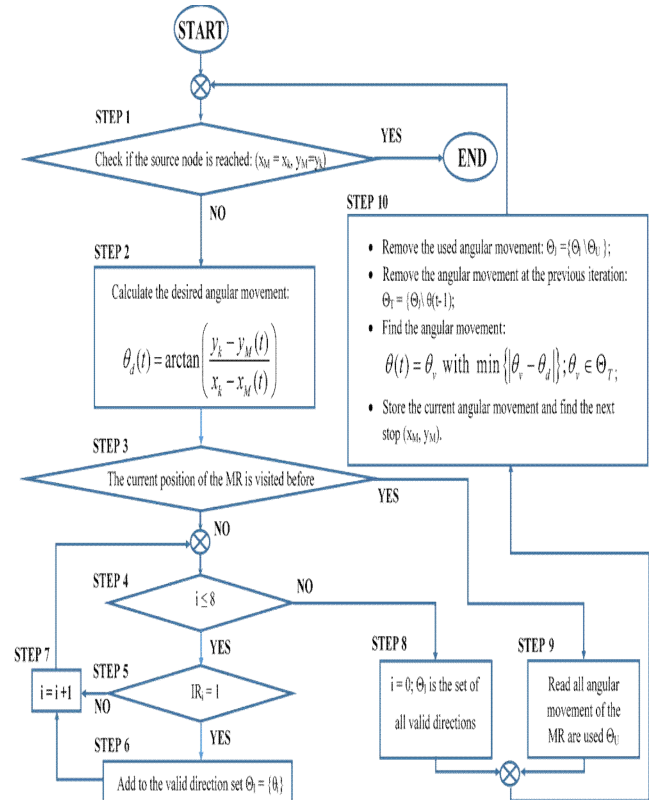 START
STEP 1
Check if the source node is reached: (x_M = x_k, y_M=y_k)
YES
END
NO
STEP 2
Calculate the desired angular movement:
θ_d(t) = arctan((y_k − y_M(t)) / (x_k − x_M(t)))
STEP 3
The current position of the MR is visited before
YES
NO
STEP 4
i ≤ 8
NO
YES
STEP 5
IR_i = 1
NO
YES
STEP 6
Add to the valid direction set Θ_J = {θ_i}
STEP 7
i = i +1
STEP 8
i = 0; Θ_J is the set of
all valid directions
STEP 9
Read all angular
movement of the
MR are used Θ_U
STEP 10
• Remove the used angular movement: Θ_J ={Θ_J \Θ_U };
• Remove the angular movement at the previous iteration:
Θ_T = {Θ_J\ θ(t-1);
• Find the angular movement:
θ(t) = θ_v with min{|θ_v − θ_d|}; θ_v ∈ Θ_T ;
• Store the current angular movement and find the next
stop (x_M, y_M).